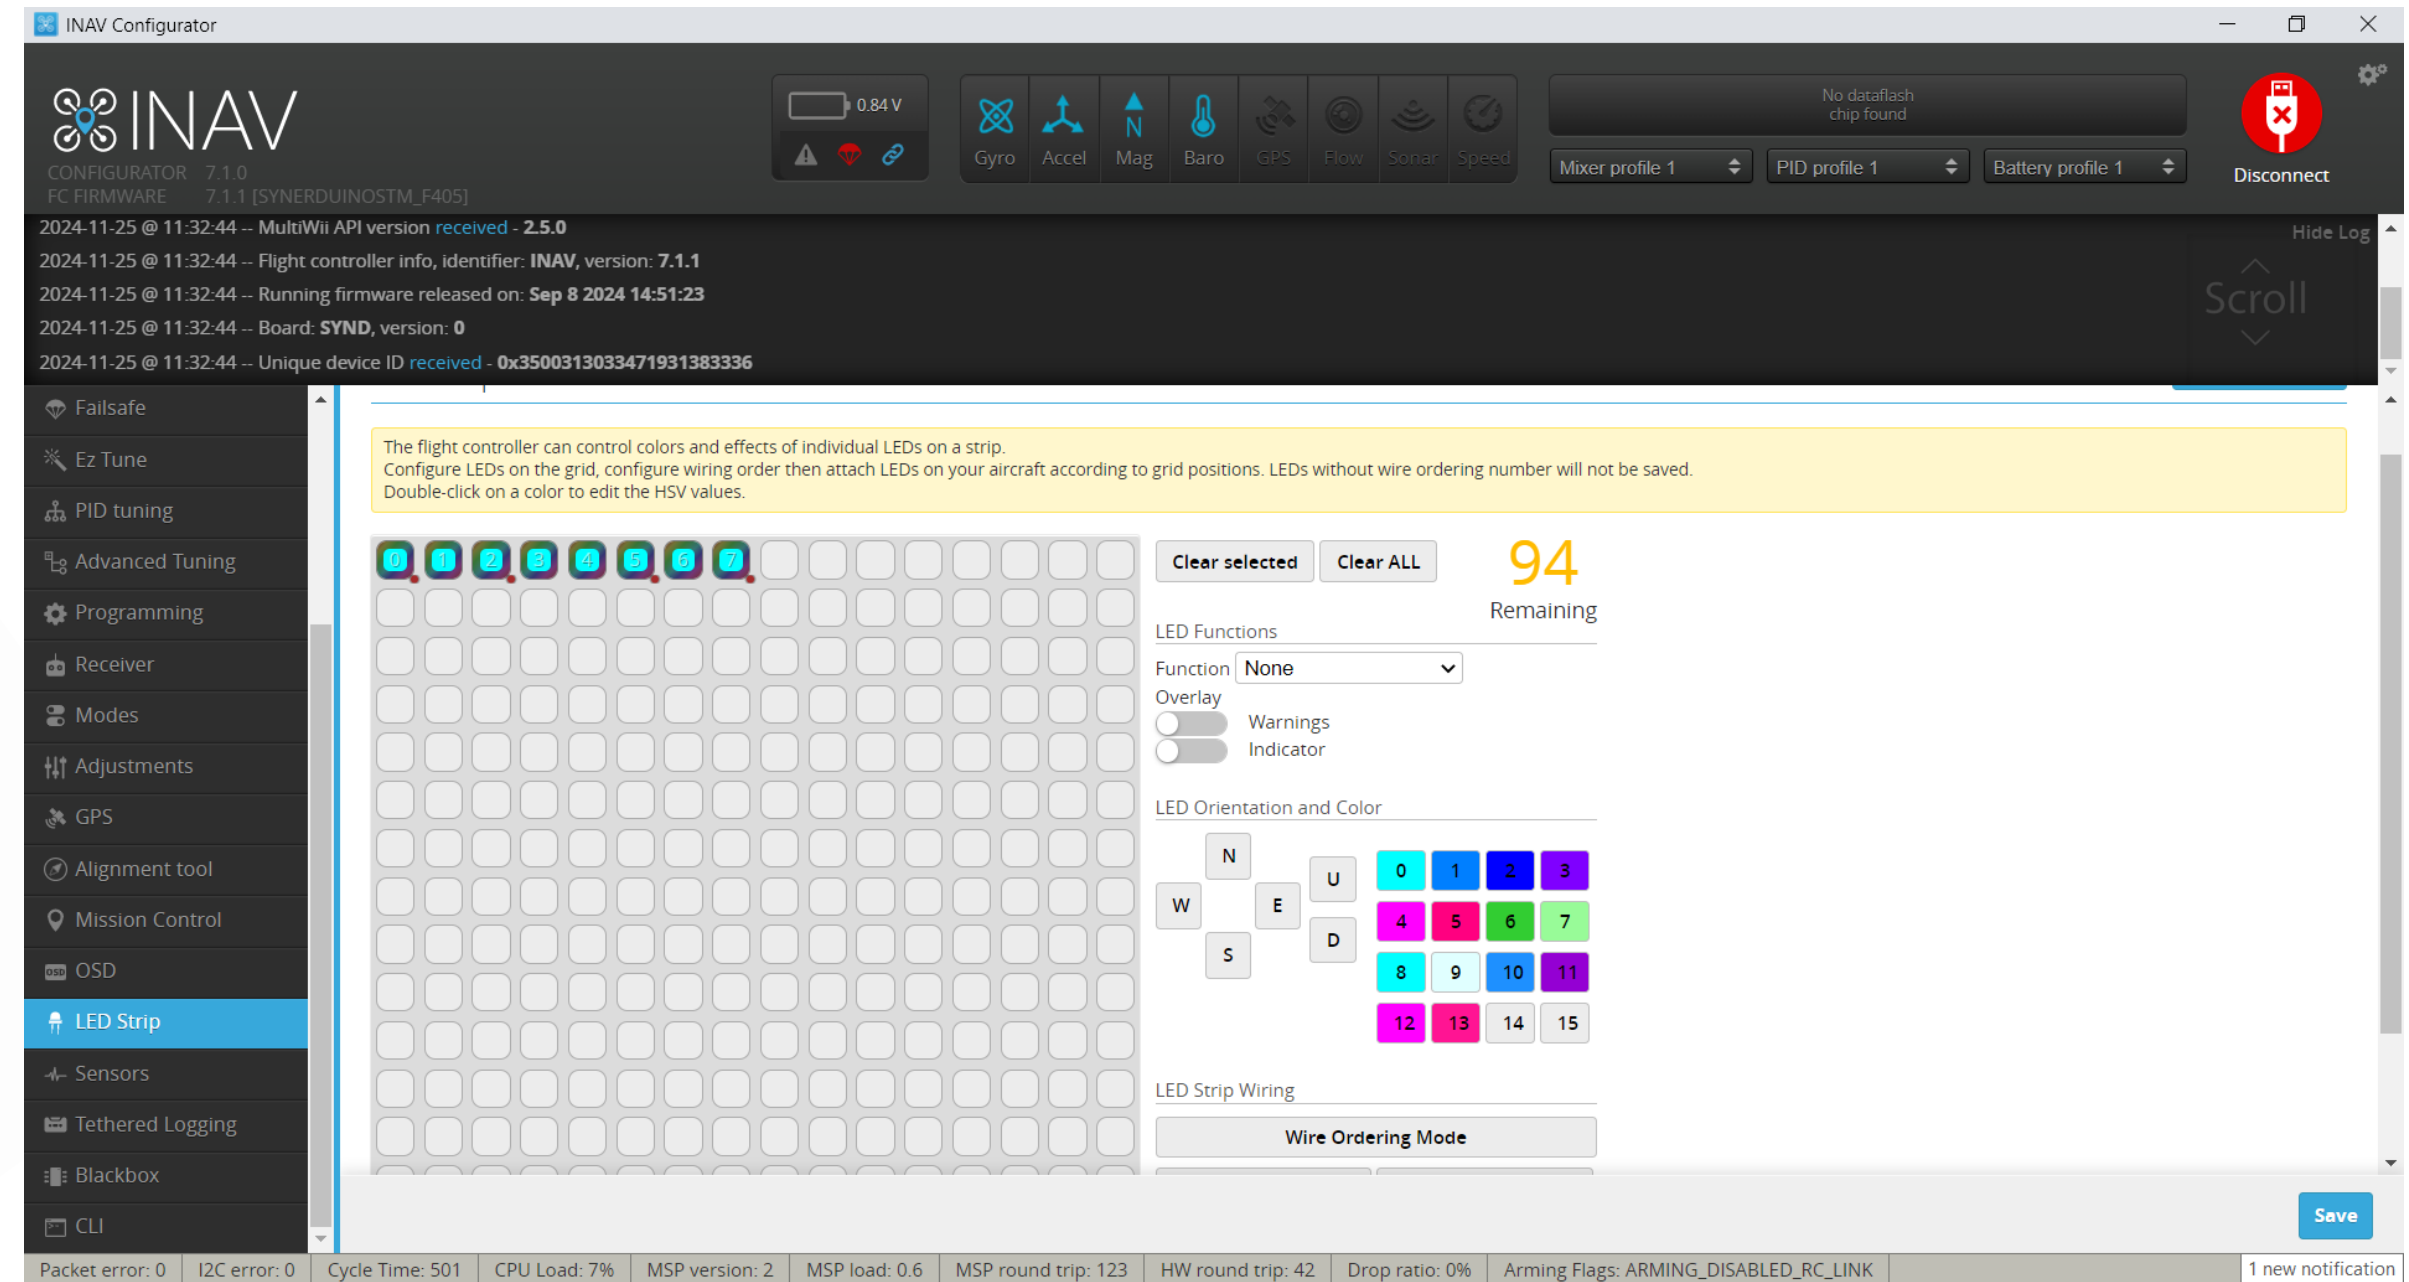 INAV Configurator
INAV
CONFIGURATOR 7.1.0
FC FIRMWARE 7.1.1 [SYNERDUINOSTM_F405]
0.84 V
N
Gyro Accel Mag Baro GPS Flow Sonar Speed
No dataflash
chip found
Mixer profile 1 PID profile 1 Battery profile 1
Disconnect
2024-11-25 @ 11:32:44 -- MultiWii API version received - 2.5.0
2024-11-25 @ 11:32:44 -- Flight controller info, identifier: INAV, version: 7.1.1
2024-11-25 @ 11:32:44 -- Running firmware released on: Sep 8 2024 14:51:23
2024-11-25 @ 11:32:44 -- Board: SYND, version: 0
2024-11-25 @ 11:32:44 -- Unique device ID received - 0x3500313033471931383336
Hide Log
Scroll
Failsafe
Ez Tune
PID tuning
Advanced Tuning
Programming
Receiver
Modes
Adjustments
GPS
Alignment tool
Mission Control
OSD OSD
LED Strip
Sensors
Tethered Logging
Blackbox
CLI
The flight controller can control colors and effects of individual LEDs on a strip.
Configure LEDs on the grid, configure wiring order then attach LEDs on your aircraft according to grid positions. LEDs without wire ordering number will not be saved.
Double-click on a color to edit the HSV values.
0 1 2 3 4 5 6 7
Clear selected Clear ALL
94
Remaining
LED Functions
Function None
Overlay
Warnings
Indicator
LED Orientation and Color
N
W E
S
U
D
0 1 2 3
4 5 6 7
8 9 10 11
12 13 14 15
LED Strip Wiring
Wire Ordering Mode
Save
Packet error: 0 I2C error: 0 Cycle Time: 501 CPU Load: 7% MSP version: 2 MSP load: 0.6 MSP round trip: 123 HW round trip: 42 Drop ratio: 0% Arming Flags: ARMING_DISABLED_RC_LINK
1 new notification